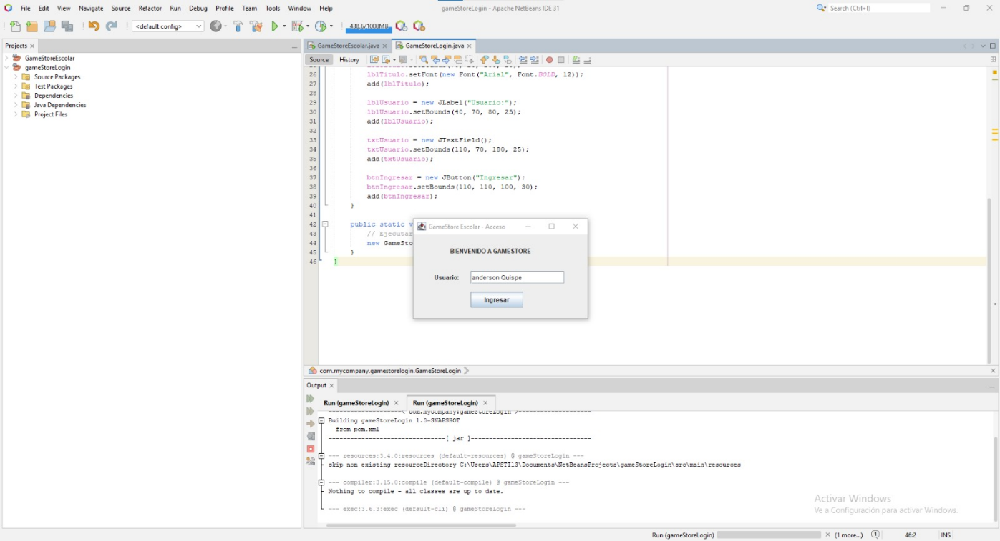 File Edit View Navigate Source Refactor Run Debug Profile Team Tools Window Help
gameStoreLogin - Apache NetBeans IDE 31
Search (Ctrl+I)
<default config>
438.6/1008MB
Projects
GameStoreEscolar
gameStoreLogin
Source Packages
Test Packages
Dependencies
Java Dependencies
Project Files
GameStoreEscolar.java
GameStoreLogin.java
Source History
26 lblTitulo.setFont(new Font("Arial", Font.BOLD, 12));
27 add(lblTitulo);
28
29 lblUsuario = new JLabel("Usuario:");
30 lblUsuario.setBounds(40, 70, 80, 25);
31 add(lblUsuario);
32
33 txtUsuario = new JTextField();
34 txtUsuario.setBounds(110, 70, 180, 25);
35 add(txtUsuario);
36
37 btnIngresar = new JButton("Ingresar");
38 btnIngresar.setBounds(110, 110, 100, 30);
39 add(btnIngresar);
40 }
41
42 public static v
43 // Ejecutar
44 new GameSto
45 }
46 }
GameStore Escolar - Acceso
BIENVENIDO A GAMESTORE
Usuario: anderson Quispe
Ingresar
com.mycompany.gamestorelogin.GameStoreLogin
Output
Run (gameStoreLogin)
Run (gameStoreLogin)
--------------------< com.mycompany:gameStoreLogin >--------------------
Building gameStoreLogin 1.0-SNAPSHOT
from pom.xml
--------------------------------[ jar ]---------------------------------
--- resources:3.4.0:resources (default-resources) @ gameStoreLogin ---
skip non existing resourceDirectory C:\Users\APSTI13\Documents\NetBeansProjects\gameStoreLogin\src\main\resources
--- compiler:3.15.0:compile (default-compile) @ gameStoreLogin ---
Nothing to compile - all classes are up to date.
--- exec:3.6.3:exec (default-cli) @ gameStoreLogin ---
Activar Windows
Ve a Configuración para activar Windows.
Run (gameStoreLogin)
(1 more...)
1
46:2
INS